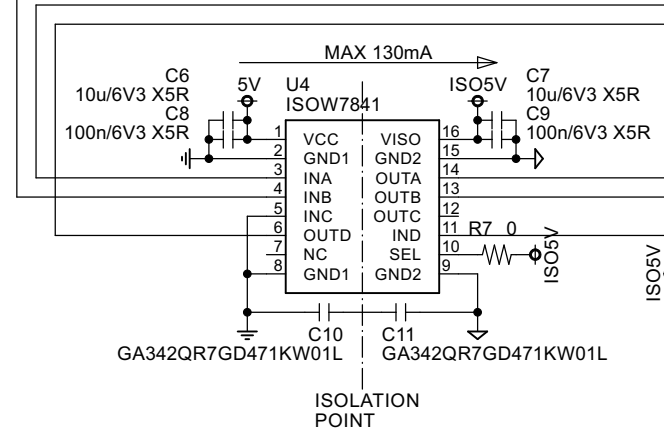 MAX 130mA
C6
10u/6V3 X5R
C8
100n/6V3 X5R
5V
U4
ISOW7841
ISO5V
C7
10u/6V3 X5R
C9
100n/6V3 X5R
1 VCC VISO 16
2 GND1 GND2 15
3 INA OUTA 14
4 INB OUTB 13
5 INC OUTC 12
6 OUTD IND 11
7 NC SEL 10
8 GND1 GND2 9
R7 0
ISO5V
ISO5V
C10 C11
GA342QR7GD471KW01L GA342QR7GD471KW01L
ISOLATION
POINT